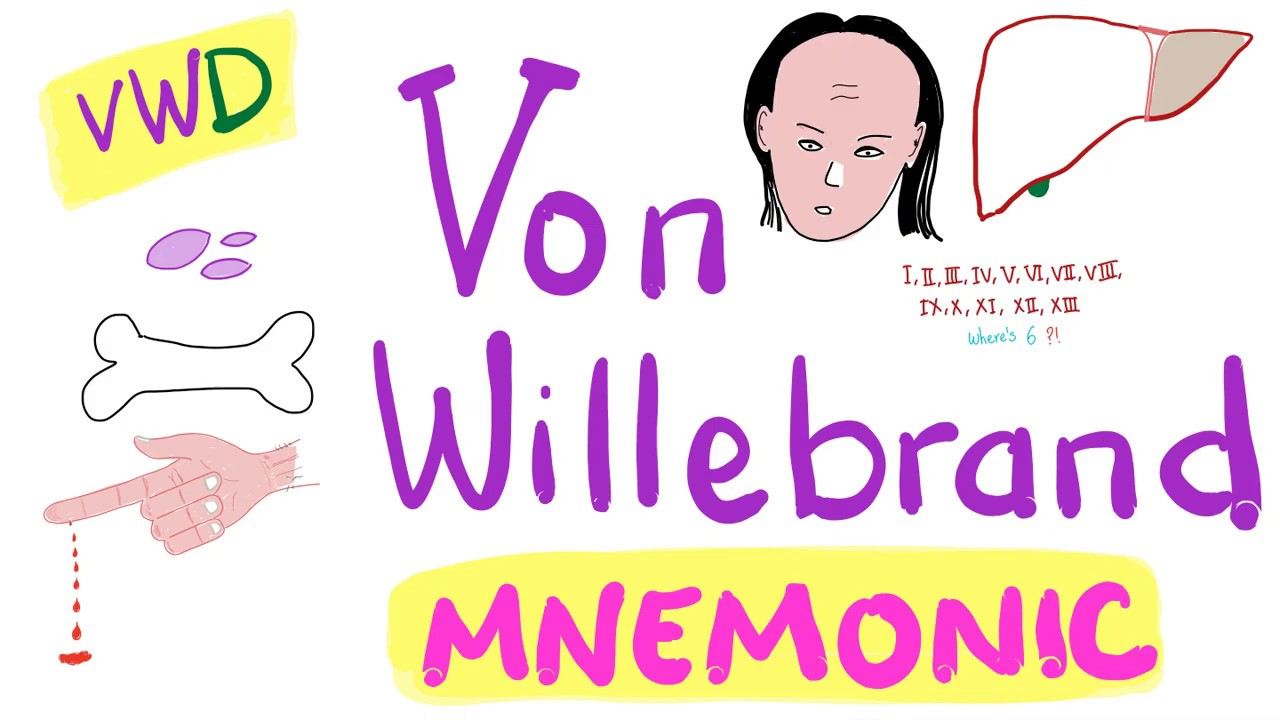 VWD
Von
Willebrand
MNEMONIC
I, II, III, IV, V, VI, VII, VIII,
IX, X, XI, XII, XIII
Where's 6 ?!